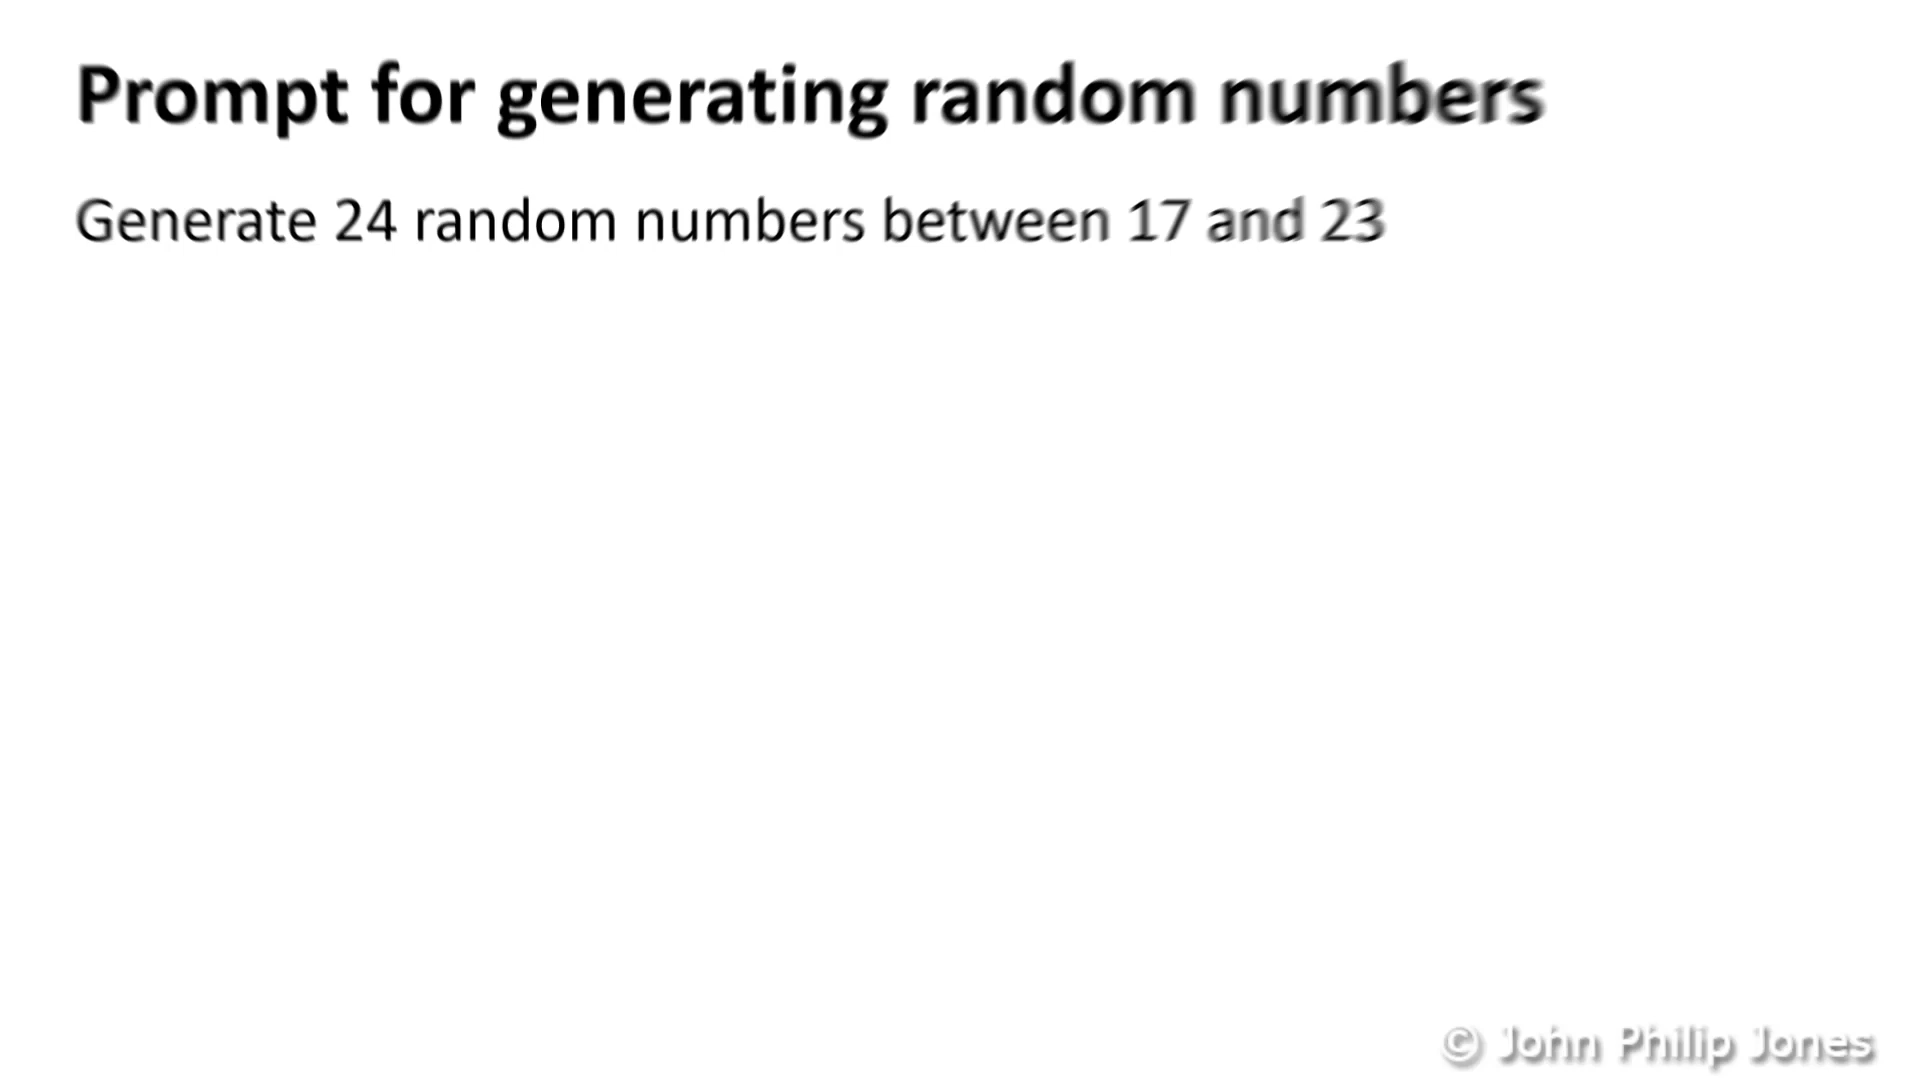 Prompt for generating random numbers
Generate 24 random numbers between 17 and 23
© John Philip Jones